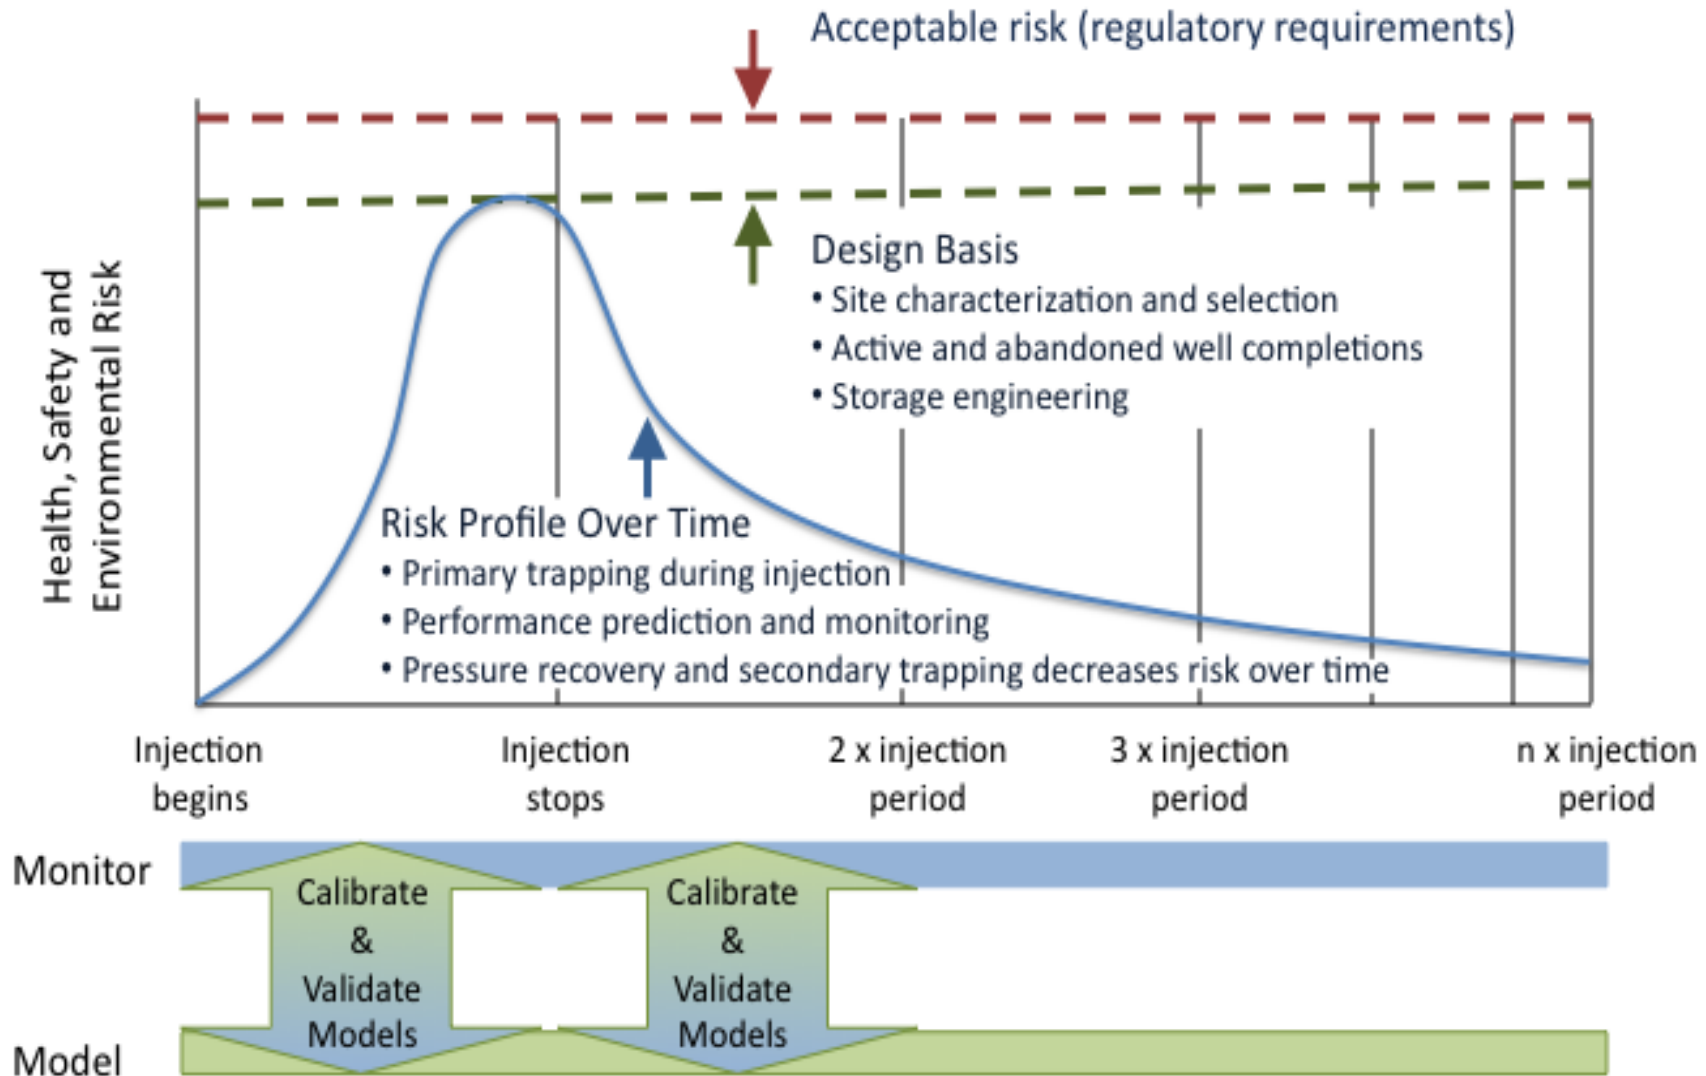 Acceptable risk (regulatory requirements)
Health, Safety and
Environmental Risk
Design Basis
• Site characterization and selection
• Active and abandoned well completions
• Storage engineering
Risk Profile Over Time
• Primary trapping during injection
• Performance prediction and monitoring
• Pressure recovery and secondary trapping decreases risk over time
Injection
begins
Injection
stops
2 x injection
period
3 x injection
period
n x injection
period
Monitor
Calibrate
&
Validate
Models
Calibrate
&
Validate
Models
Model